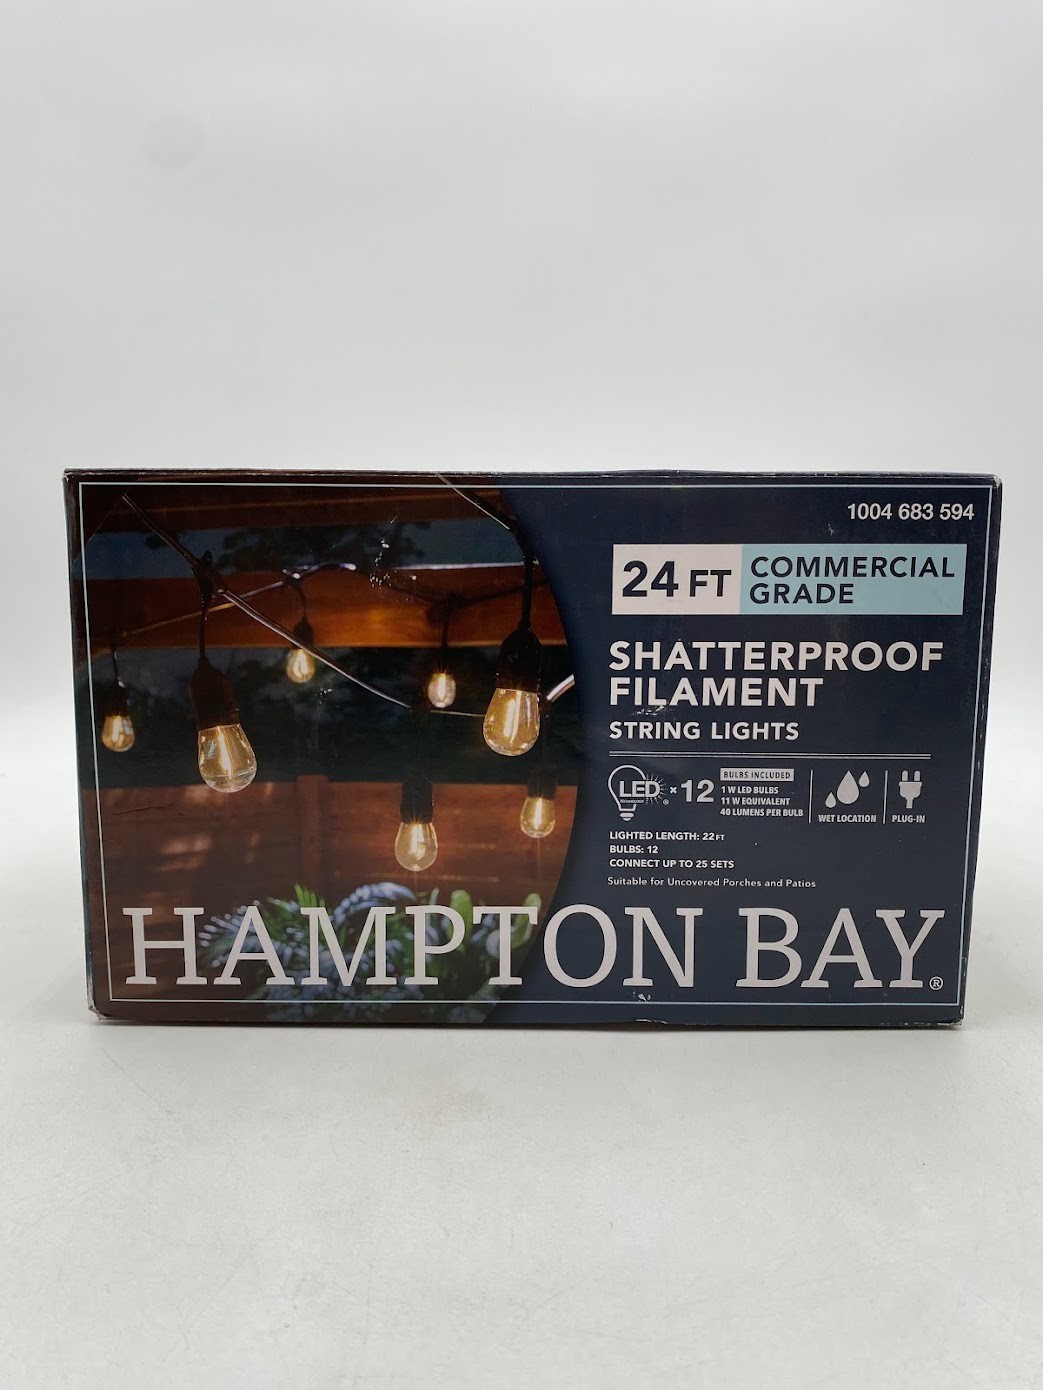 1004 683 594
24 FT
COMMERCIAL
GRADE
SHATTERPROOF
FILAMENT
STRING LIGHTS
LED
TECHNOLOGY
x 12
BULBS INCLUDED
1 W LED BULBS
11 W EQUIVALENT
40 LUMENS PER BULB
WET LOCATION
PLUG-IN
LIGHTED LENGTH: 22 FT
BULBS: 12
CONNECT UP TO 25 SETS
Suitable for Uncovered Porches and Patios
HAMPTON BAY®